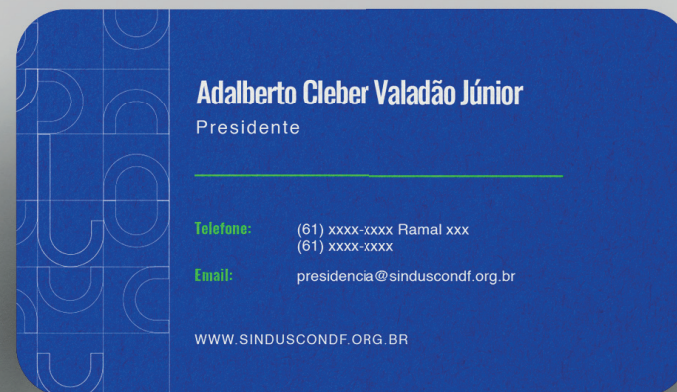 Adalberto Cleber Valadão Júnior
Presidente
Telefone: (61) xxxx-xxxx Ramal xxx
(61) xxxx-xxxx
Email: presidencia@sinduscondf.org.br
WWW.SINDUSCONDF.ORG.BR